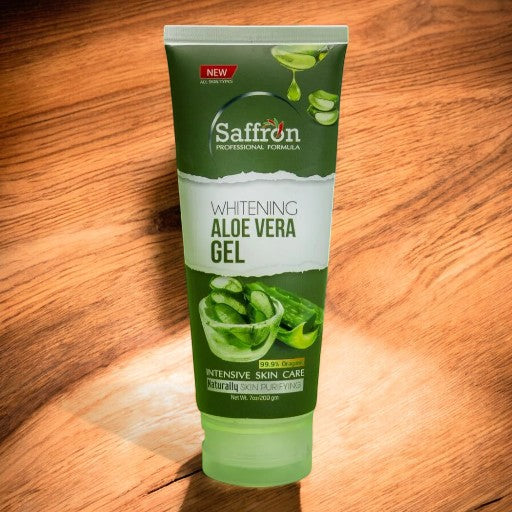 NEW
ALL SKIN TYPES
Saffron
PROFESSIONAL FORMULA
WHITENING
ALOE VERA
GEL
99.9% Organic
INTENSIVE SKIN CARE
Naturally SKIN PURIFYING
Net Wt. 7oz/200 gm